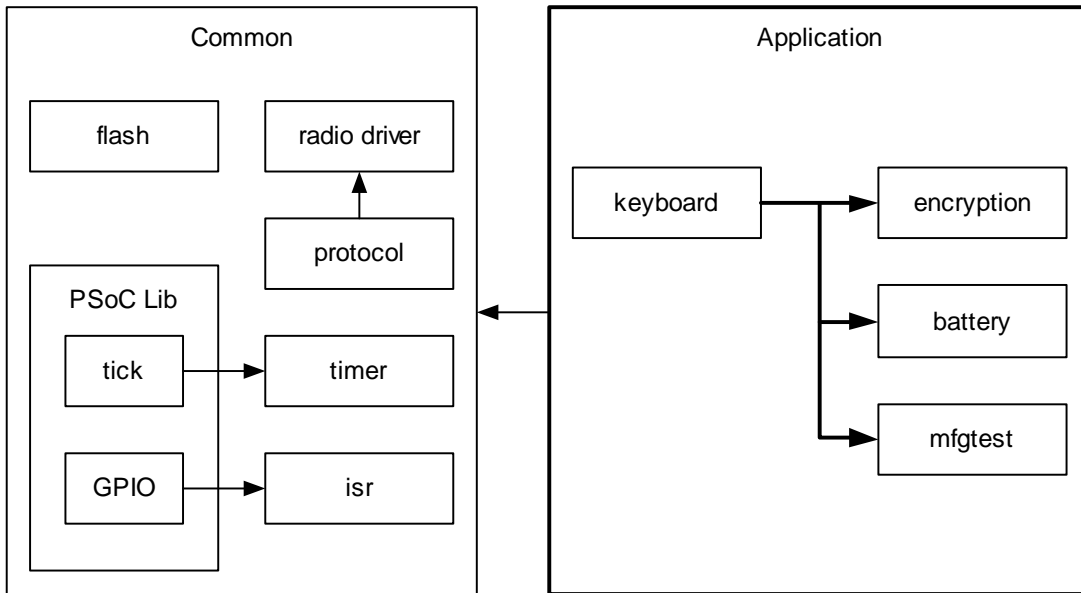 Common
flash
radio driver
protocol
PSoC Lib
tick
timer
GPIO
isr
Application
keyboard
encryption
battery
mfgtest